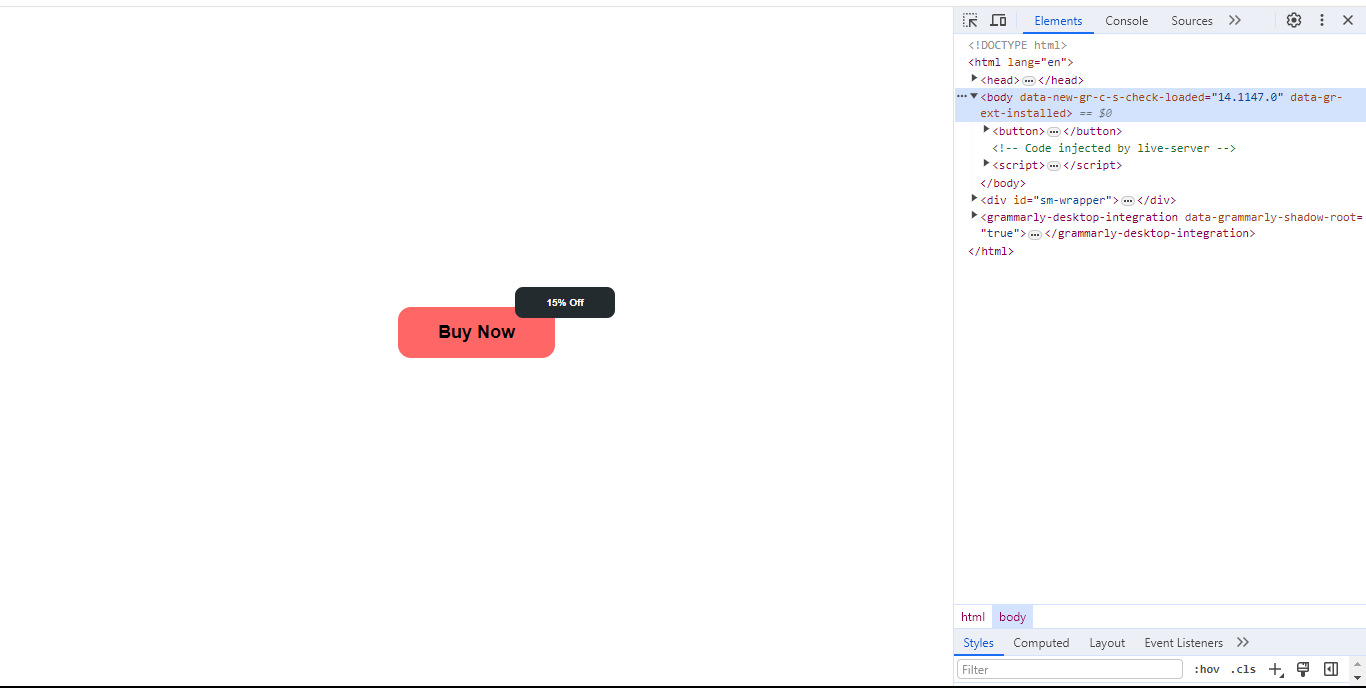 15% Off
Buy Now
Elements Console Sources
<!DOCTYPE html>
<html lang="en">
<head> ••• </head>
••• <body data-new-gr-c-s-check-loaded="14.1147.0" data-gr-
ext-installed> == $0
<button> ••• </button>
<!-- Code injected by live-server -->
<script> ••• </script>
</body>
<div id="sm-wrapper"> ••• </div>
<grammarly-desktop-integration data-grammarly-shadow-root=
"true"> ••• </grammarly-desktop-integration>
</html>
html body
Styles Computed Layout Event Listeners
Filter :hov .cls